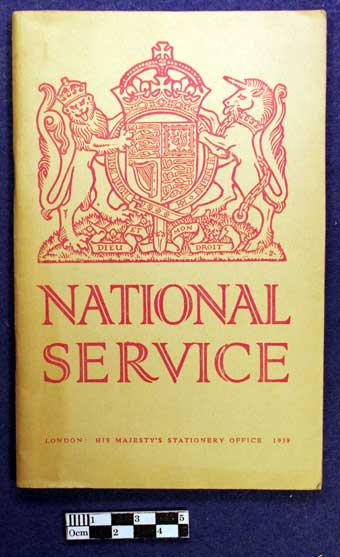 ET MON
DIEU DROIT
NATIONAL
SERVICE
LONDON: HIS MAJESTY'S STATIONERY OFFICE 1939
1 3 5
0cm 2 4